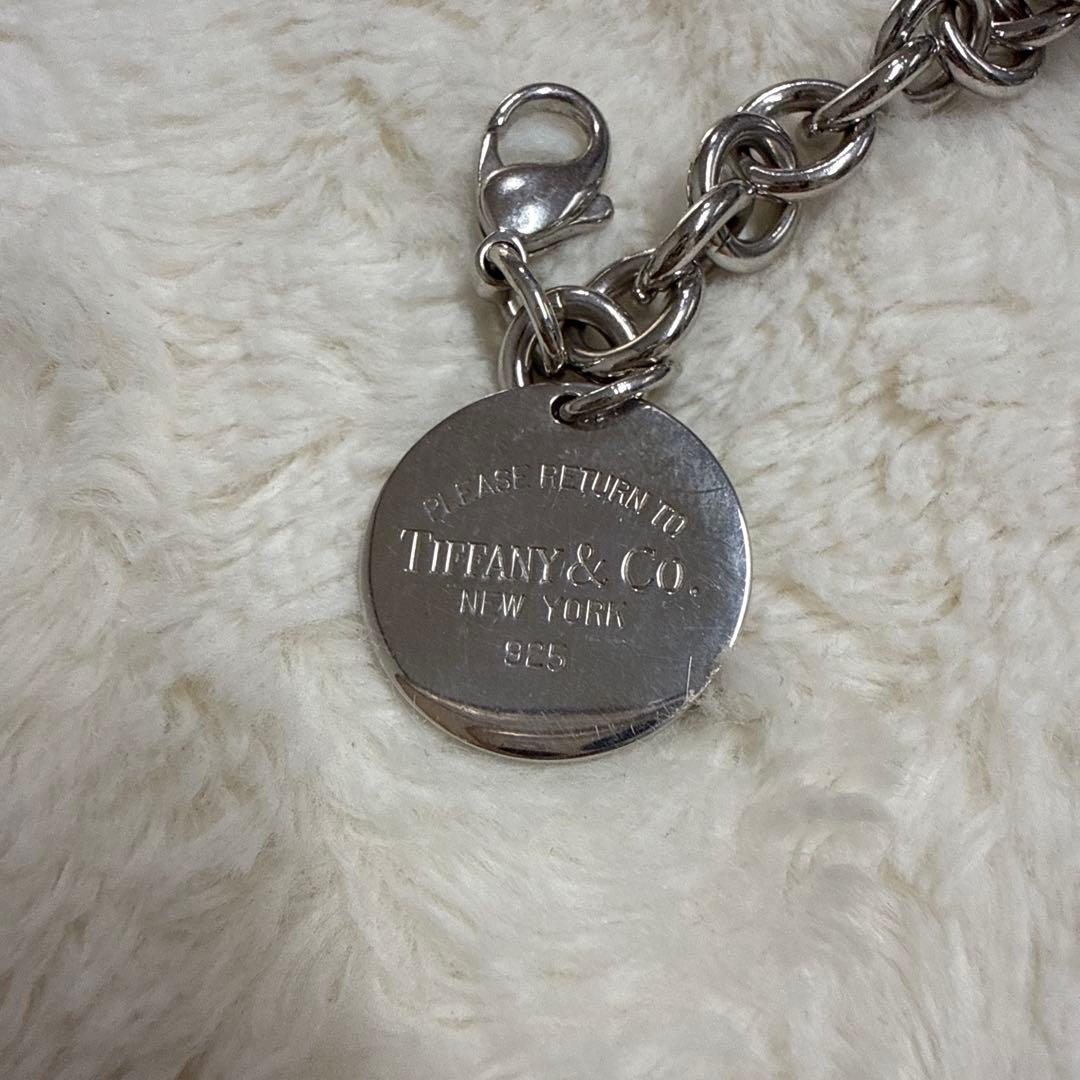 PLEASE RETURN TO
TIFFANY & CO.
NEW YORK
925